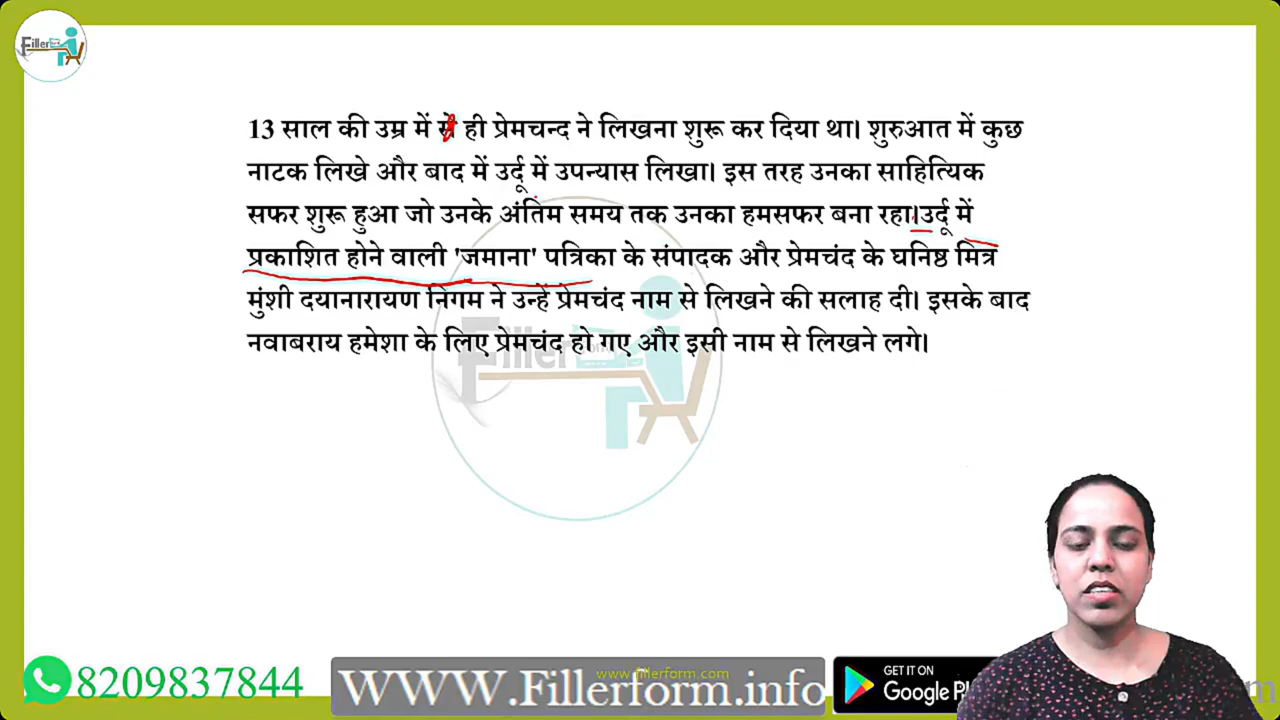 Filler
13 साल की उम्र में से ही प्रेमचन्द ने लिखना शुरू कर दिया था। शुरुआत में कुछ
नाटक लिखे और बाद में उर्दू में उपन्यास लिखा। इस तरह उनका साहित्यिक
सफर शुरू हुआ जो उनके अंतिम समय तक उनका हमसफर बना रहा।उर्दू में
प्रकाशित होने वाली 'जमाना' पत्रिका के संपादक और प्रेमचंद के घनिष्ठ मित्र
मुंशी दयानारायण निगम ने उन्हें प्रेमचंद नाम से लिखने की सलाह दी। इसके बाद
नवाबराय हमेशा के लिए प्रेमचंद हो गए और इसी नाम से लिखने लगे।
Filler
8209837844
WWW.Fillerform.info
www.fillerform.com
GET IT ON
Google